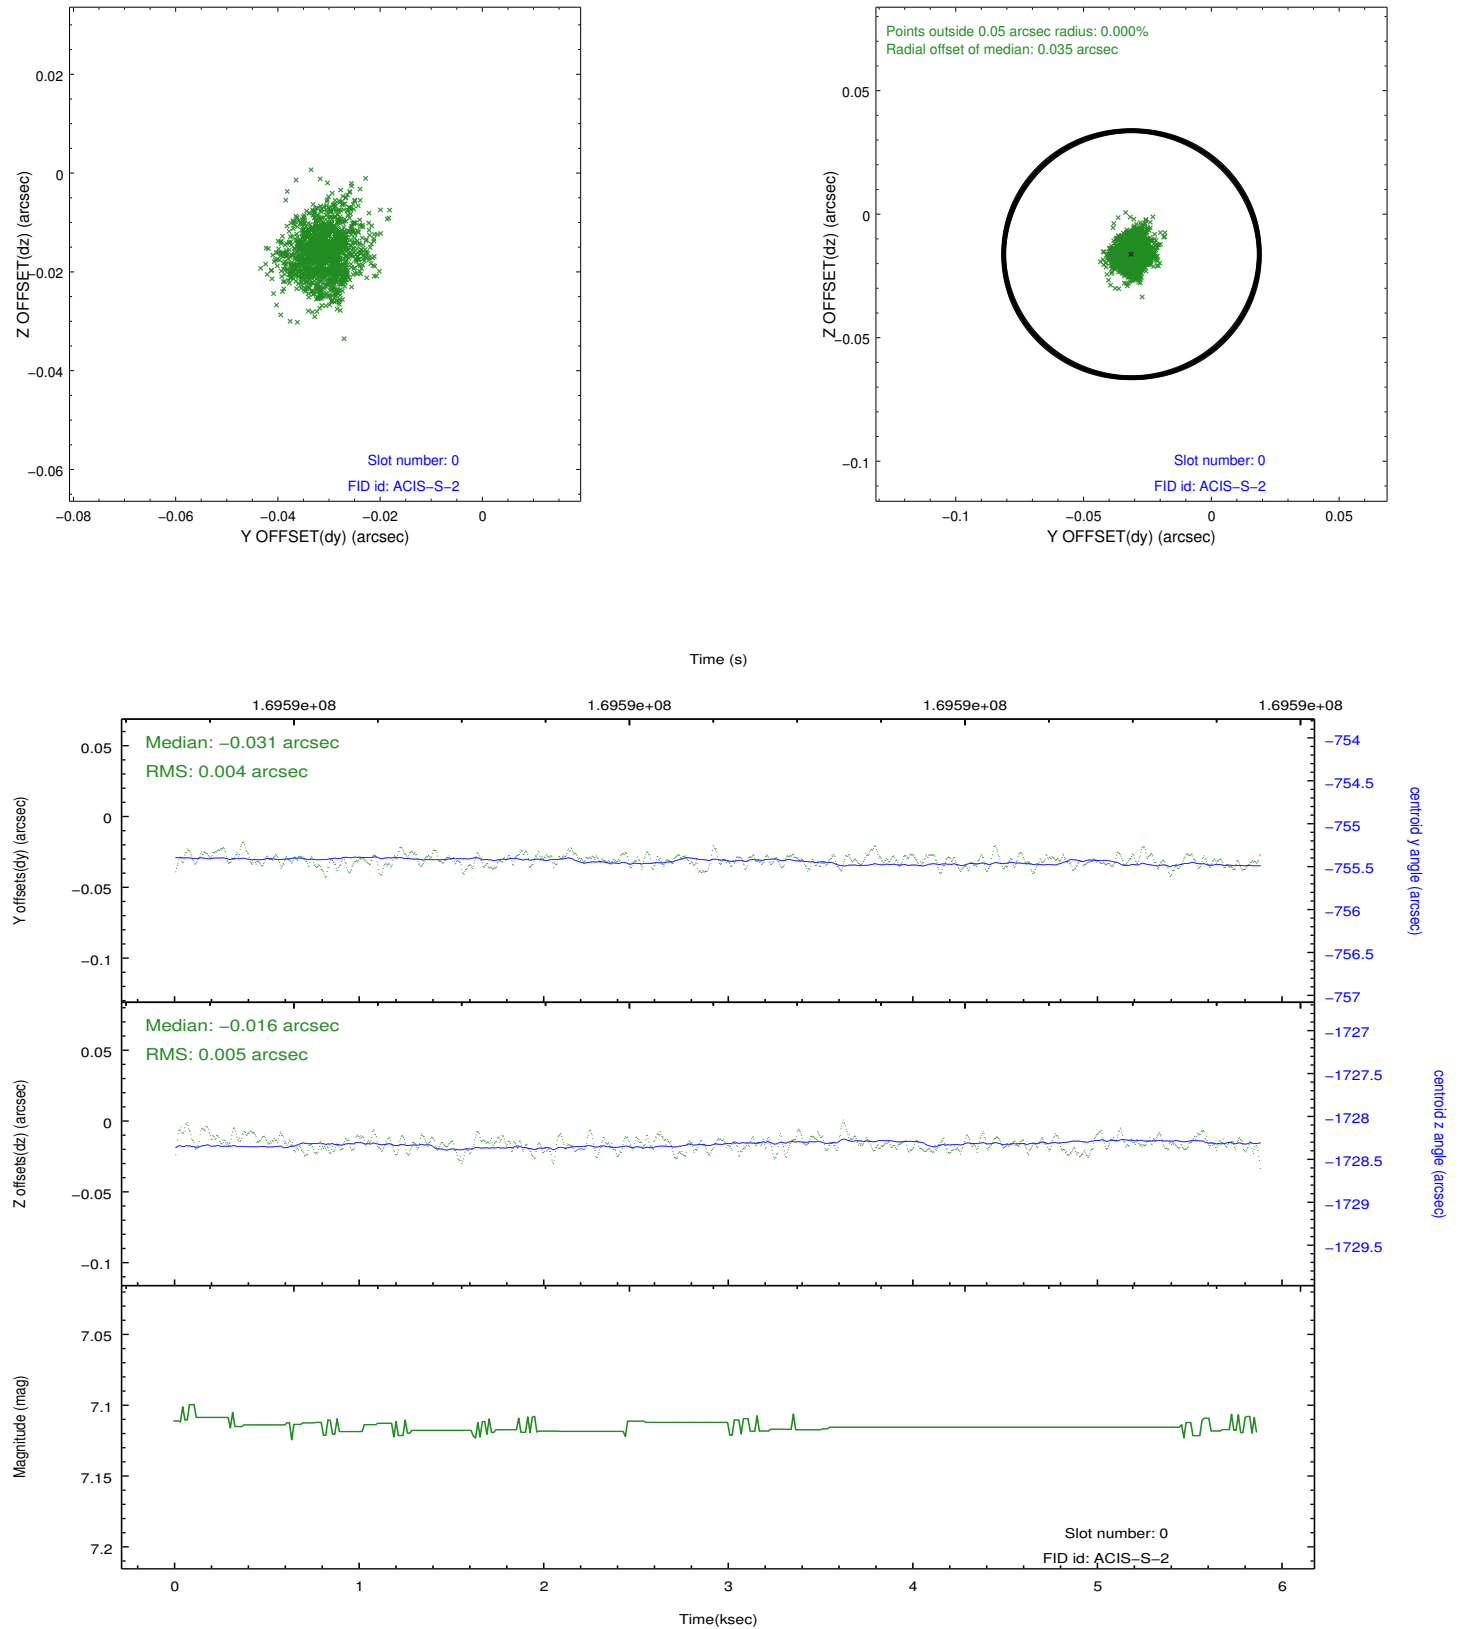 0.02
0
−0.02
−0.04
−0.06
Z OFFSET(dz) (arcsec)
Slot number: 0
FID id: ACIS−S−2
−0.08
−0.06
−0.04
−0.02
0
Y OFFSET(dy) (arcsec)
Points outside 0.05 arcsec radius: 0.000%
Radial offset of median: 0.035 arcsec
0.05
0
−0.05
−0.1
Z OFFSET(dz) (arcsec)
Slot number: 0
FID id: ACIS−S−2
−0.1
−0.05
0
0.05
Y OFFSET(dy) (arcsec)
Time (s)
1.6959e+08
1.6959e+08
1.6959e+08
1.6959e+08
Median: −0.031 arcsec
RMS: 0.004 arcsec
0.05
0
−0.05
−0.1
Y offsets(dy) (arcsec)
−754
−754.5
−755
−755.5
−756
−756.5
−757
centroid y angle (arcsec)
Median: −0.016 arcsec
RMS: 0.005 arcsec
0.05
0
−0.05
−0.1
Z offsets(dz) (arcsec)
−1727
−1727.5
−1728
−1728.5
−1729
−1729.5
centroid z angle (arcsec)
7.05
7.1
7.15
7.2
Magnitude (mag)
Slot number: 0
FID id: ACIS−S−2
0
1
2
3
4
5
6
Time(ksec)